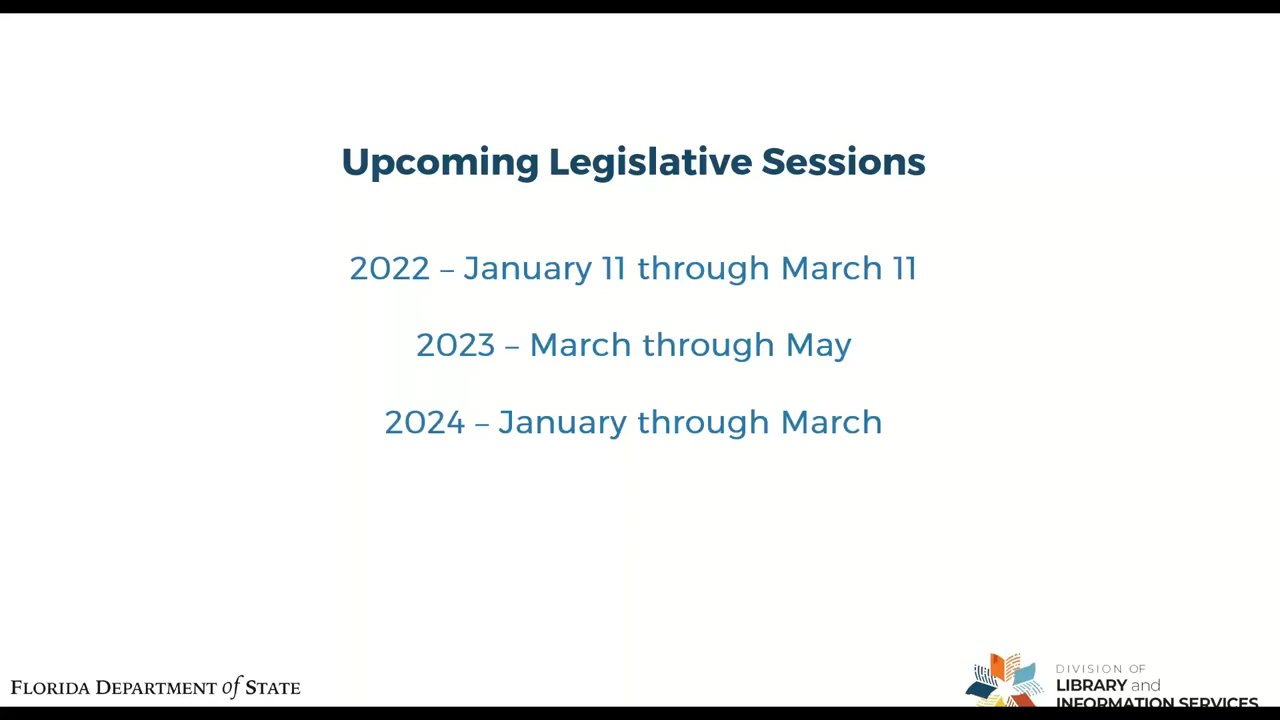 Upcoming Legislative Sessions
2022 – January 11 through March 11
2023 – March through May
2024 – January through March
FLORIDA DEPARTMENT of STATE
DIVISION OF
LIBRARY and
INFORMATION SERVICES